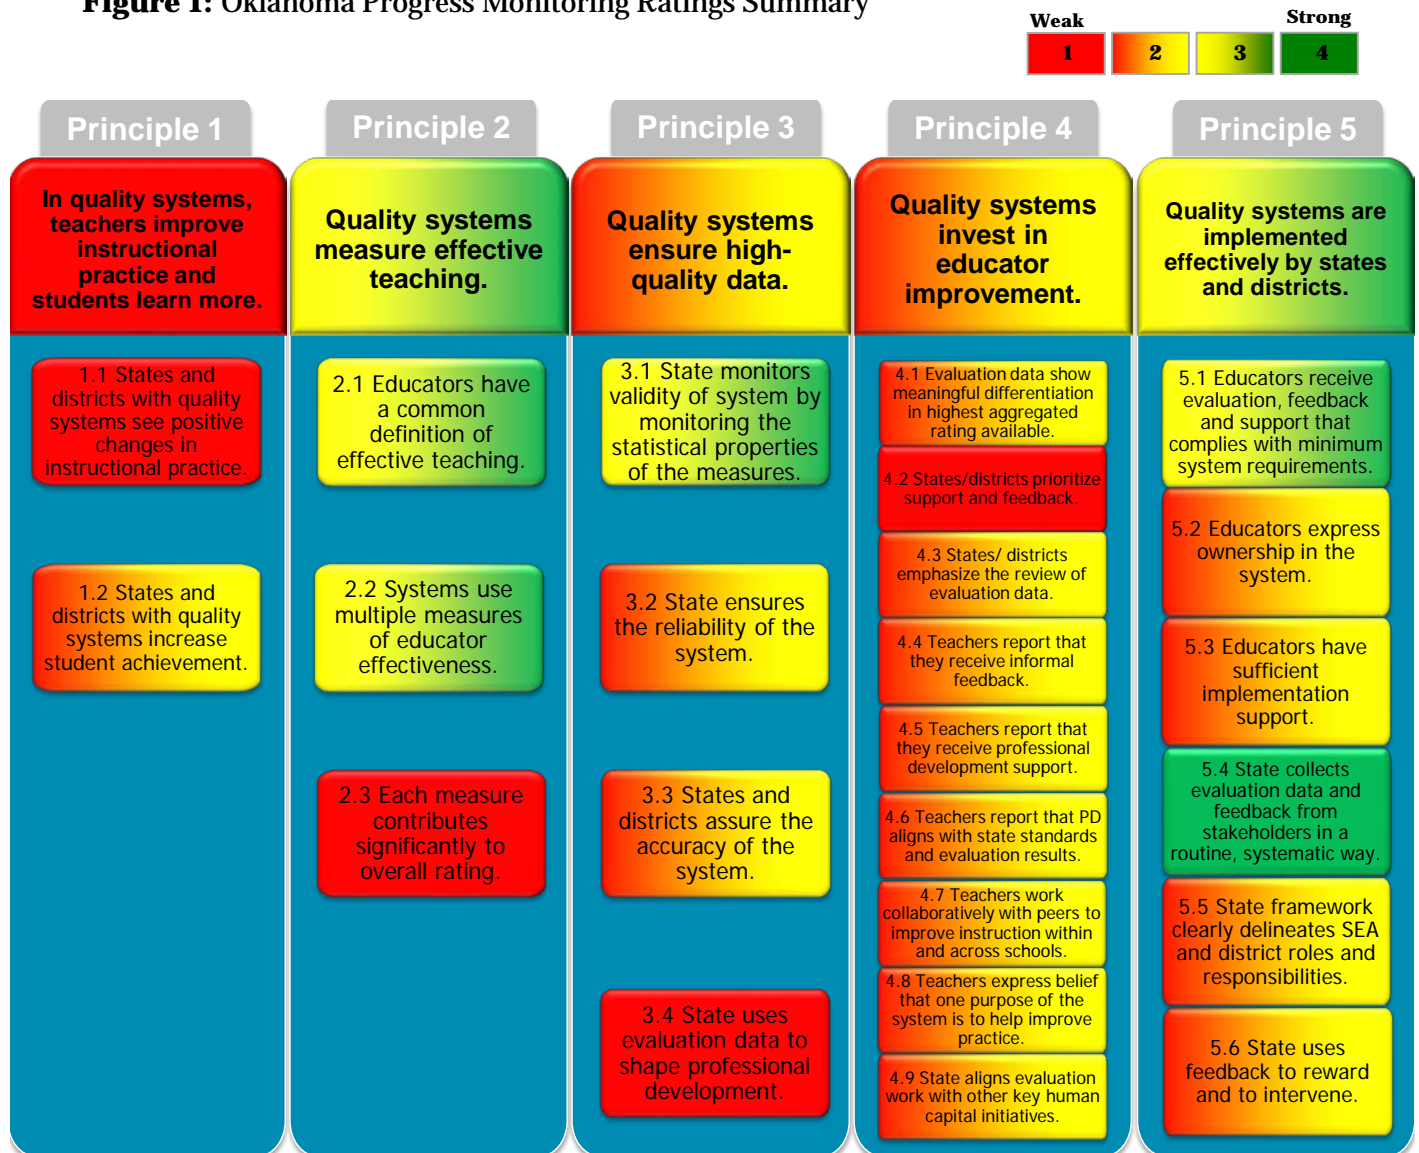 Figure 1: Oklahoma Progress Monitoring Ratings Summary
Weak
Strong
1
2
3
4
Principle 1
In quality systems,
teachers improve
instructional
practice and
students learn more.
1.1 States and
districts with quality
systems see positive
changes in
instructional practice.
1.2 States and
districts with quality
systems increase
student achievement.
Principle 2
Quality systems
measure effective
teaching.
2.1 Educators have
a common
definition of
effective teaching.
2.2 Systems use
multiple measures
of educator
effectiveness.
2.3 Each measure
contributes
significantly to
overall rating.
Principle 3
Quality systems
ensure high-
quality data.
3.1 State monitors
validity of system by
monitoring the
statistical properties
of the measures.
3.2 State ensures
the reliability of the
system.
3.3 States and
districts assure the
accuracy of the
system.
3.4 State uses
evaluation data to
shape professional
development.
Principle 4
Quality systems
invest in
educator
improvement.
4.1 Evaluation data show
meaningful differentiation
in highest aggregated
rating available.
4.2 States/districts prioritize
support and feedback.
4.3 States/ districts
emphasize the review of
evaluation data.
4.4 Teachers report that
they receive informal
feedback.
4.5 Teachers report that
they receive professional
development support.
4.6 Teachers report that PD
aligns with state standards
and evaluation results.
4.7 Teachers work
collaboratively with peers to
improve instruction within
and across schools.
4.8 Teachers express belief
that one purpose of the
system is to help improve
practice.
4.9 State aligns evaluation
work with other key human
capital initiatives.
Principle 5
Quality systems are
implemented
effectively by states
and districts.
5.1 Educators receive
evaluation, feedback
and support that
complies with minimum
system requirements.
5.2 Educators express
ownership in the
system.
5.3 Educators have
sufficient
implementation
support.
5.4 State collects
evaluation data and
feedback from
stakeholders in a
routine, systematic way.
5.5 State framework
clearly delineates SEA
and district roles and
responsibilities.
5.6 State uses
feedback to reward
and to intervene.